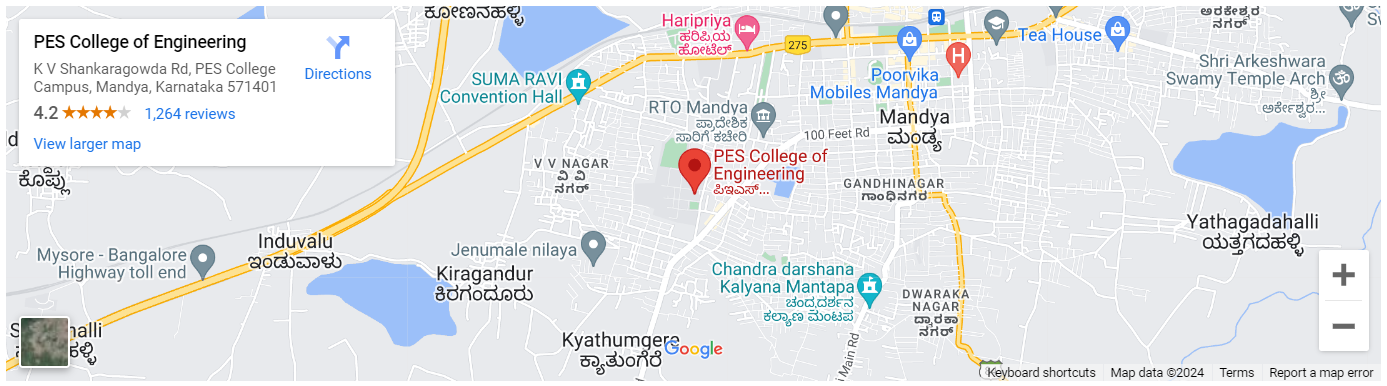 PES College of Engineering
K V Shankaragowda Rd, PES College
Campus, Mandya, Karnataka 571401
4.2
1,264 reviews
View larger map
Directions
ಕೋಣನಹಳ್ಳಿ
Haripriya
ಹರಿಪ್ರಿಯ
ಹೋಟೆಲ್
275
ಅರಕೇಶ್ವರ
ನಗರ್
Tea House
Poorvika
Mobiles Mandya
H
Shri Arkeshwara
Swamy Temple Arch
ಶ್ರೀ
ಅರ್ಕೇಶ್ವರ...
SUMA RAVI
Convention Hall
RTO Mandya
ಪ್ರಾದೇಶಿಕ
ಸಾರಿಗೆ ಕಚೇರಿ
100 Feet Rd
Mandya
ಮಂಡ್ಯ
ಕೊಪ್ಪಲು
V V NAGAR
ವಿ ವಿ
ನಗರ್
PES College of
Engineering
ಪಿಇಎಸ್...
GANDHINAGAR
ಗಾಂಧಿನಗರ
Yathagadahalli
ಯತ್ತಗದಹಳ್ಳಿ
Induvalu
ಇಂಡುವಾಳು
Mysore - Bangalore
Highway toll end
Jenumale nilaya
Kiragandur
ಕಿರಗಂದೂರು
Chandra darshana
Kalyana Mantapa
ಚಂದ್ರದರ್ಶನ
ಕಲ್ಯಾಣ ಮಂಟಪ
DWARAKA
NAGAR
ದ್ವಾರಕಾ
ನಗರ್
Kyathumgere
ಕ್ಯಾತುಂಗೆರೆ
Google
Main Rd
Keyboard shortcuts
Map data ©2024
Terms
Report a map error